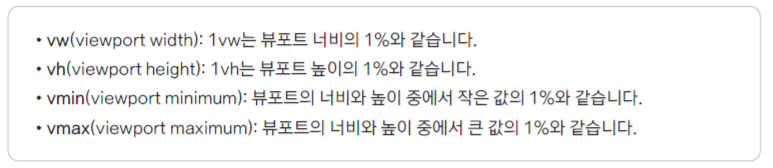 • vw(viewport width): 1vw는 뷰포트 너비의 1%와 같습니다.
• vh(viewport height): 1vh는 뷰포트 높이의 1%와 같습니다.
• vmin(viewport minimum): 뷰포트의 너비와 높이 중에서 작은 값의 1%와 같습니다.
• vmax(viewport maximum): 뷰포트의 너비와 높이 중에서 큰 값의 1%와 같습니다.